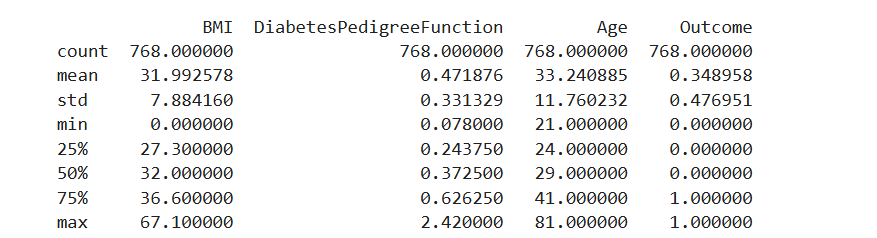 BMI DiabetesPedigreeFunction Age Outcome
count 768.000000 768.000000 768.000000 768.000000
mean 31.992578 0.471876 33.240885 0.348958
std 7.884160 0.331329 11.760232 0.476951
min 0.000000 0.078000 21.000000 0.000000
25% 27.300000 0.243750 24.000000 0.000000
50% 32.000000 0.372500 29.000000 0.000000
75% 36.600000 0.626250 41.000000 1.000000
max 67.100000 2.420000 81.000000 1.000000